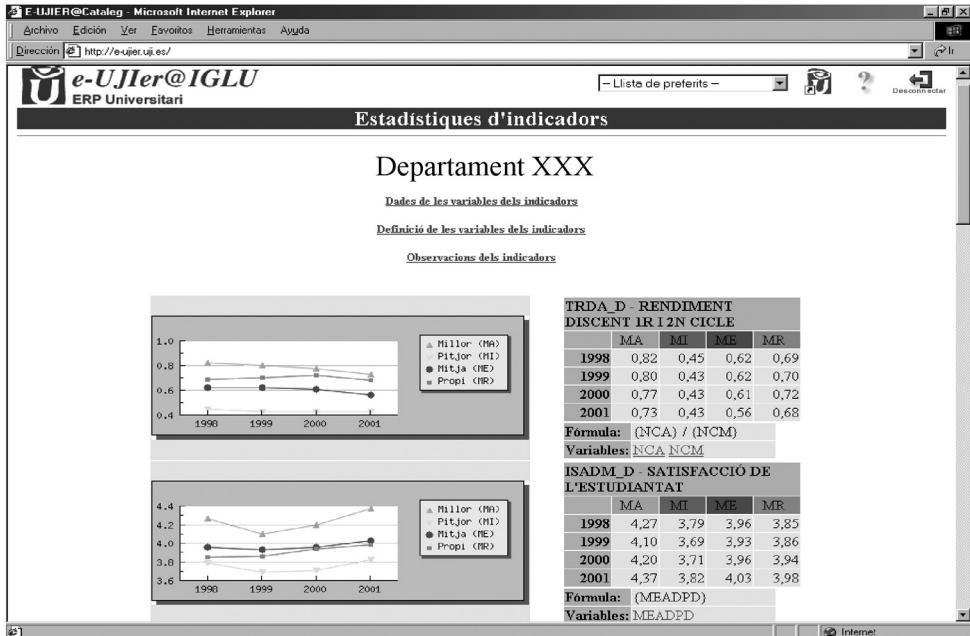 E-UJIER@Cataleg - Microsoft Internet Explorer
Archivo Edición Ver Favoritos Herramientas Ayuda
Dirección http://e-ujier.uji.es/ Ir
e-UJIer@IGLU
ERP Universitari
-- Llista de preferits --
Desconnectar
Estadístiques d'indicadors
Departament XXX
Dades de les variables dels indicadors
Definició de les variables dels indicadors
Observacions dels indicadors
1.0
0.8
0.6
0.4
1998 1999 2000 2001
Millor (MA)
Pitjor (MI)
Mitja (ME)
Propi (MR)
TRDA_D - RENDIMENT
DISCENT 1R I 2N CICLE
MA MI ME MR
1998 0,82 0,45 0,62 0,69
1999 0,80 0,43 0,62 0,70
2000 0,77 0,43 0,61 0,72
2001 0,73 0,43 0,56 0,68
Fórmula: (NCA) / (NCM)
Variables: NCA NCM
4.4
4.2
4.0
3.8
3.6
1998 1999 2000 2001
Millor (MA)
Pitjor (MI)
Mitja (ME)
Propi (MR)
ISADM_D - SATISFACCIÓ DE
L'ESTUDIANTAT
MA MI ME MR
1998 4,27 3,79 3,96 3,85
1999 4,10 3,69 3,93 3,86
2000 4,20 3,71 3,96 3,94
2001 4,37 3,82 4,03 3,98
Fórmula: (MEADPD)
Variables: MEADPD
Internet